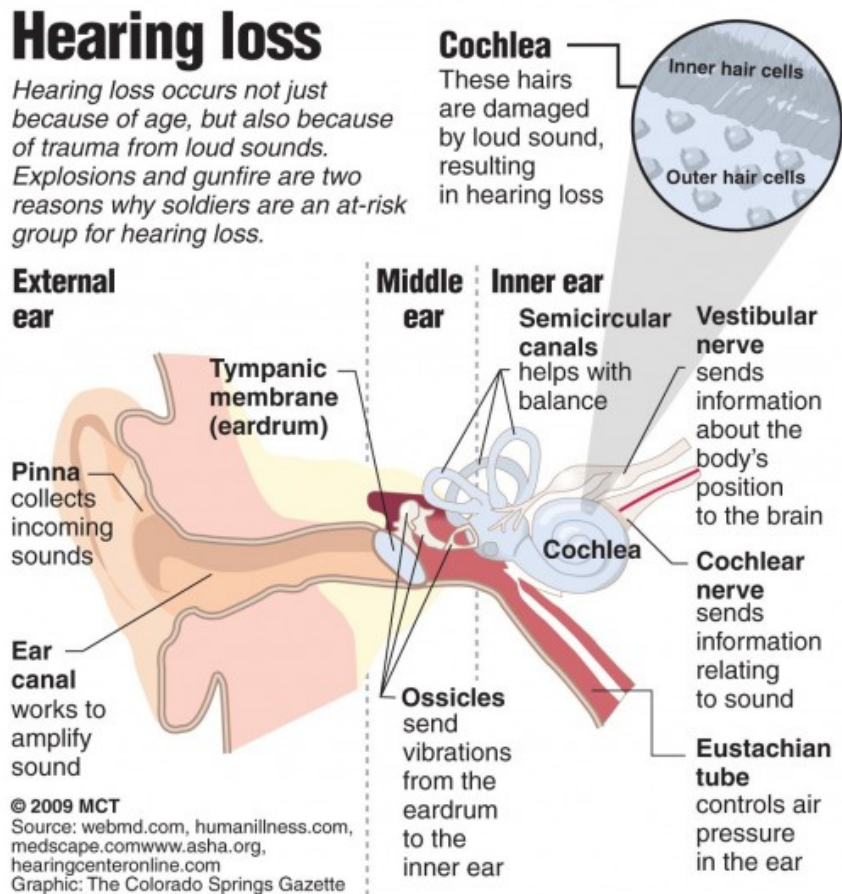 Hearing loss
Hearing loss occurs not just
because of age, but also because
of trauma from loud sounds.
Explosions and gunfire are two
reasons why soldiers are an at-risk
group for hearing loss.
Cochlea
These hairs
are damaged
by loud sound,
resulting
in hearing loss
Inner hair cells
Outer hair cells
External
ear
Middle
ear
Inner ear
Tympanic
membrane
(eardrum)
Semicircular
canals
helps with
balance
Vestibular
nerve
sends
information
about the
body's
position
to the brain
Pinna
collects
incoming
sounds
Cochlea
Cochlear
nerve
sends
information
relating
to sound
Ear
canal
works to
amplify
sound
Ossicles
send
vibrations
from the
eardrum
to the
inner ear
Eustachian
tube
controls air
pressure
in the ear
© 2009 MCT
Source: webmd.com, humanillness.com,
medscape.comwww.asha.org,
hearingcenteronline.com
Graphic: The Colorado Springs Gazette